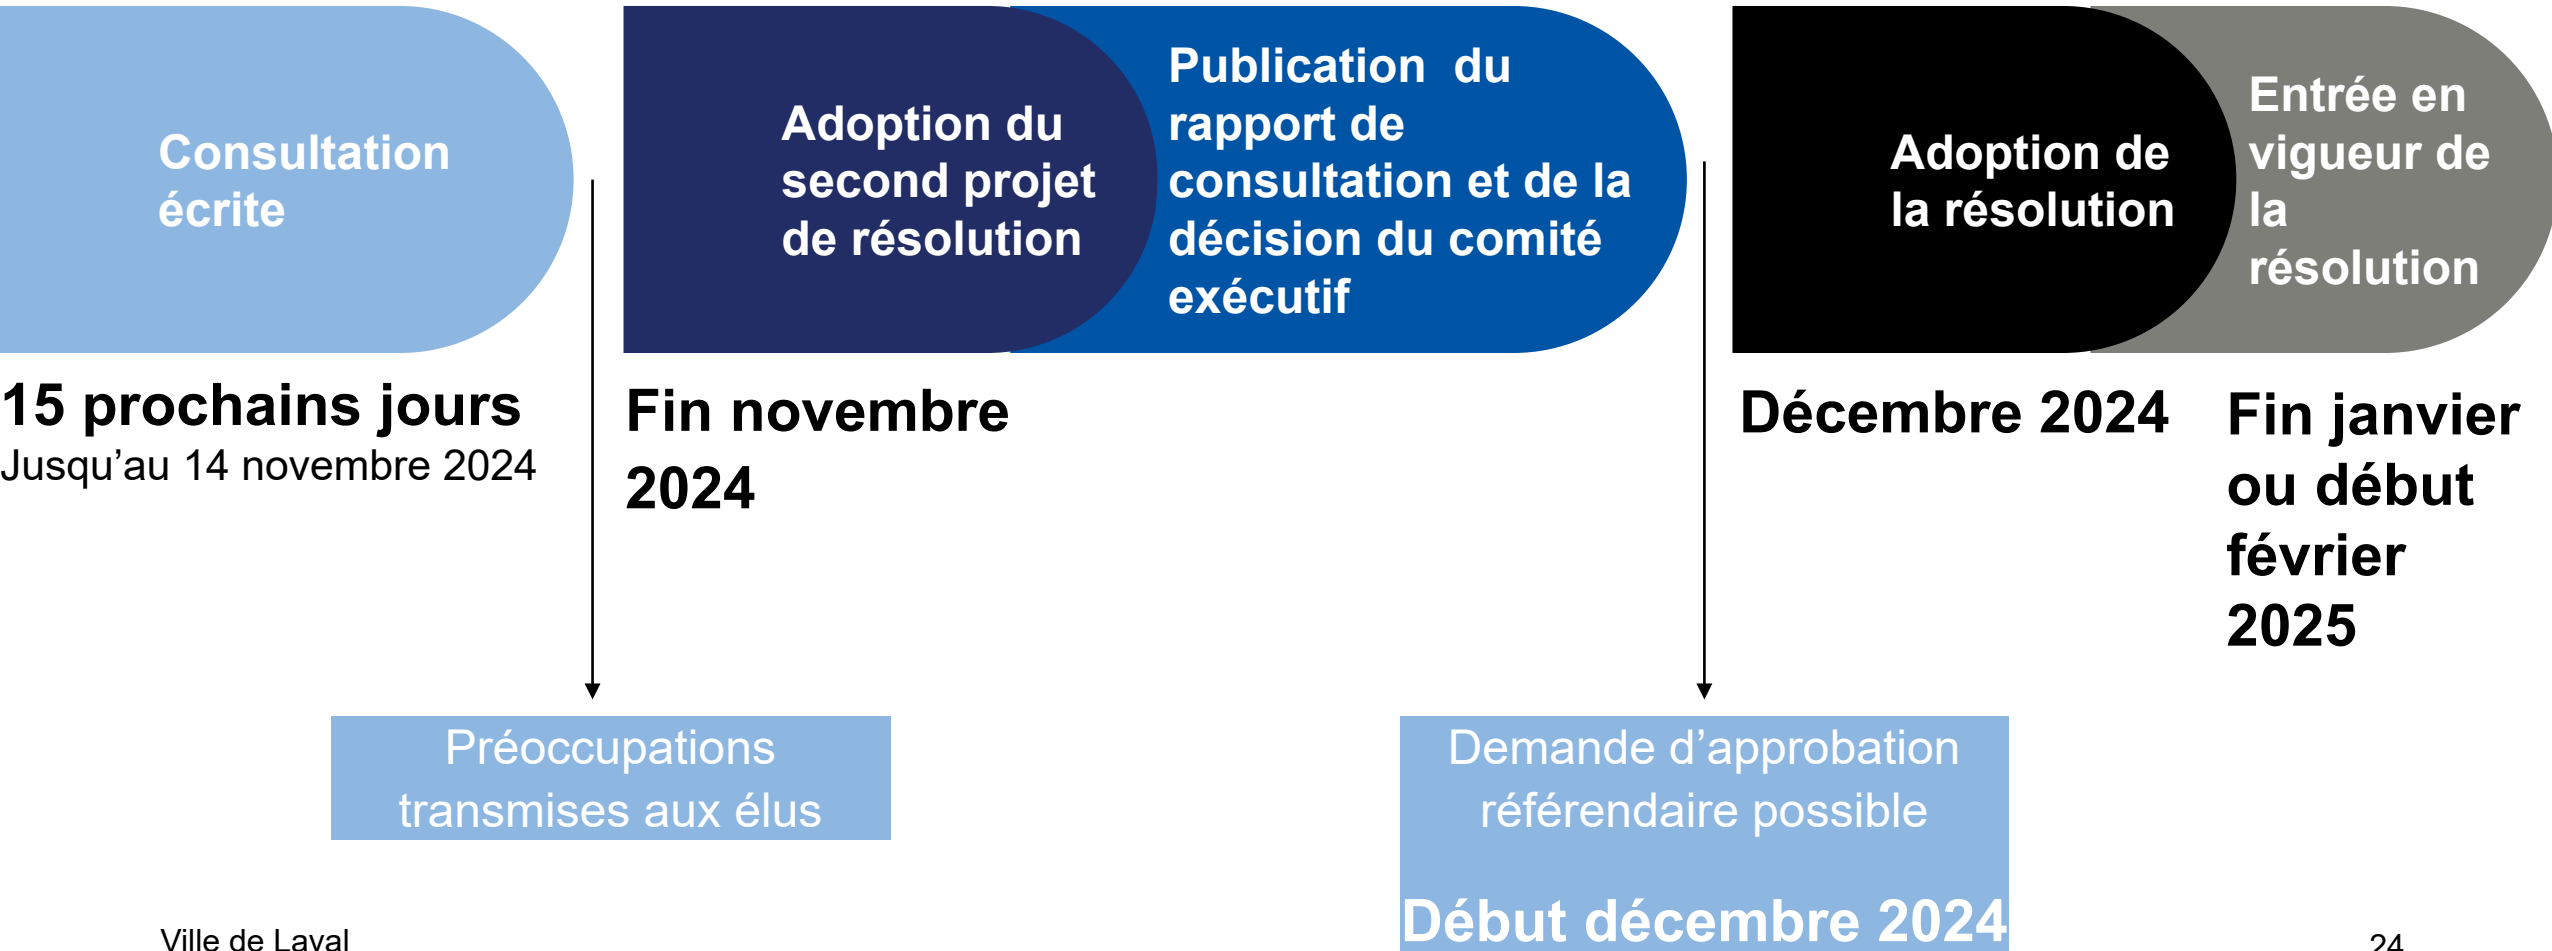 Consultation
écrite
Adoption du
second projet
de résolution
Publication  du
rapport de
consultation et de la
décision du comité
exécutif
Adoption de
la résolution
Entrée en
vigueur de
la
résolution
15 prochains jours
Jusqu’au 14 novembre 2024
Fin novembre
2024
Décembre 2024
Fin janvier
ou début
février
2025
Préoccupations
transmises aux élus
Demande d’approbation
référendaire possible
Début décembre 2024
Ville de Laval
24